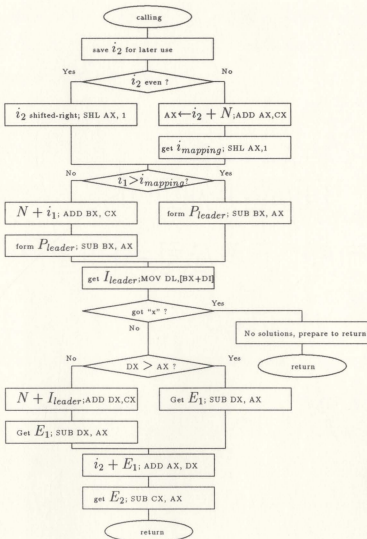 calling
save i₂ for later use
Yes
No
i₂ even ?
i₂ shifted-right; SHL AX, 1
AX←i₂ + N;ADD AX,CX
get i_mapping; SHL AX,1
No
Yes
i₁>i_mapping?
N + i₁; ADD BX, CX
form P_leader; SUB BX, AX
form P_leader; SUB BX, AX
get I_leader;MOV DL,[BX+DI]
got "x" ?
Yes
No
No solutions, prepare to return
return
No
Yes
DX > AX ?
N + I_leader;ADD DX,CX
Get E₁; SUB DX, AX
Get E₁; SUB DX, AX
i₂ + E₁; ADD AX, DX
get E₂; SUB CX, AX
return